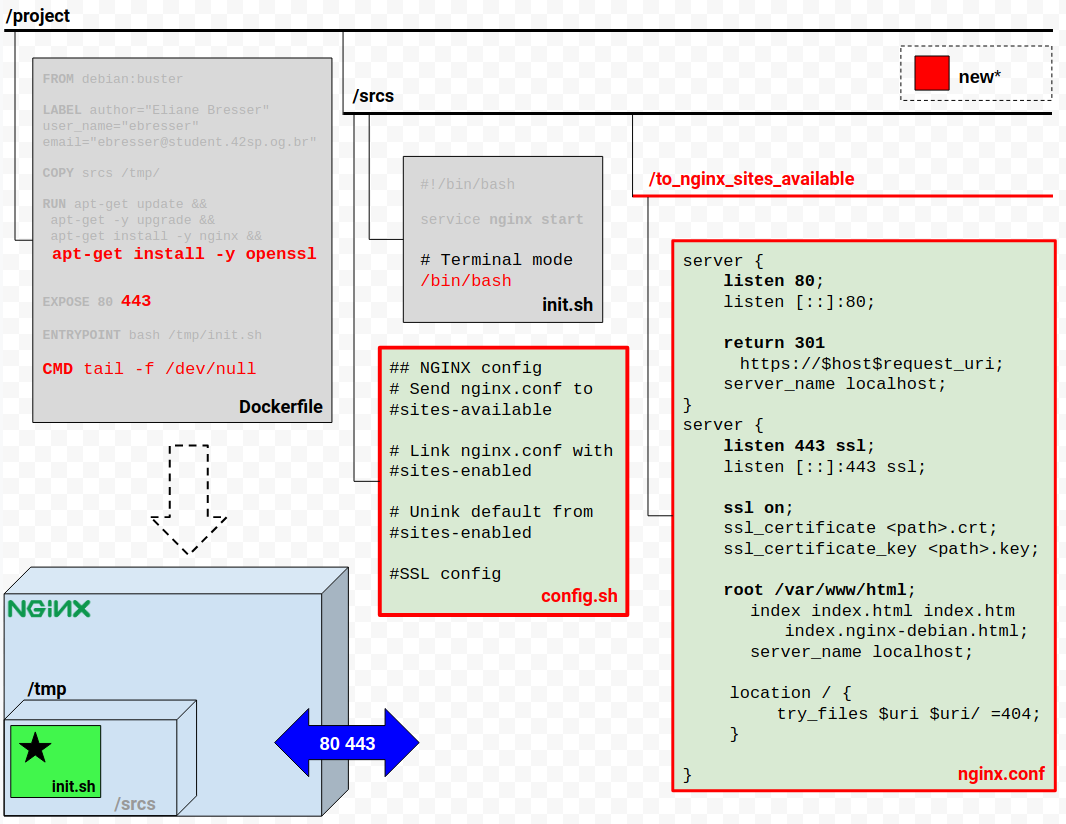 /project
FROM debian:buster
LABEL author="Eliane Bresser"
user_name="ebresser"
email="ebresser@student.42sp.og.br"
COPY srcs /tmp/
RUN apt-get update &&
apt-get -y upgrade &&
apt-get install -y nginx &&
apt-get install -y openssl
EXPOSE 80 443
ENTRYPOINT bash /tmp/init.sh
CMD tail -f /dev/null
Dockerfile
new*
/srcs
#!/bin/bash
service nginx start
# Terminal mode
/bin/bash
init.sh
## NGINX config
# Send nginx.conf to
#sites-available
# Link nginx.conf with
#sites-enabled
# Unink default from
#sites-enabled
#SSL config
config.sh
/to_nginx_sites_available
server {
listen 80;
listen [::]:80;
return 301
https://$host$request_uri;
server_name localhost;
}
server {
listen 443 ssl;
listen [::]:443 ssl;
ssl on;
ssl_certificate <path>.crt;
ssl_certificate_key <path>.key;
root /var/www/html;
index index.html index.htm
index.nginx-debian.html;
server_name localhost;
location / {
try_files $uri $uri/ =404;
}
}
nginx.conf
NGINX
/tmp
init.sh
/srcs
80 443